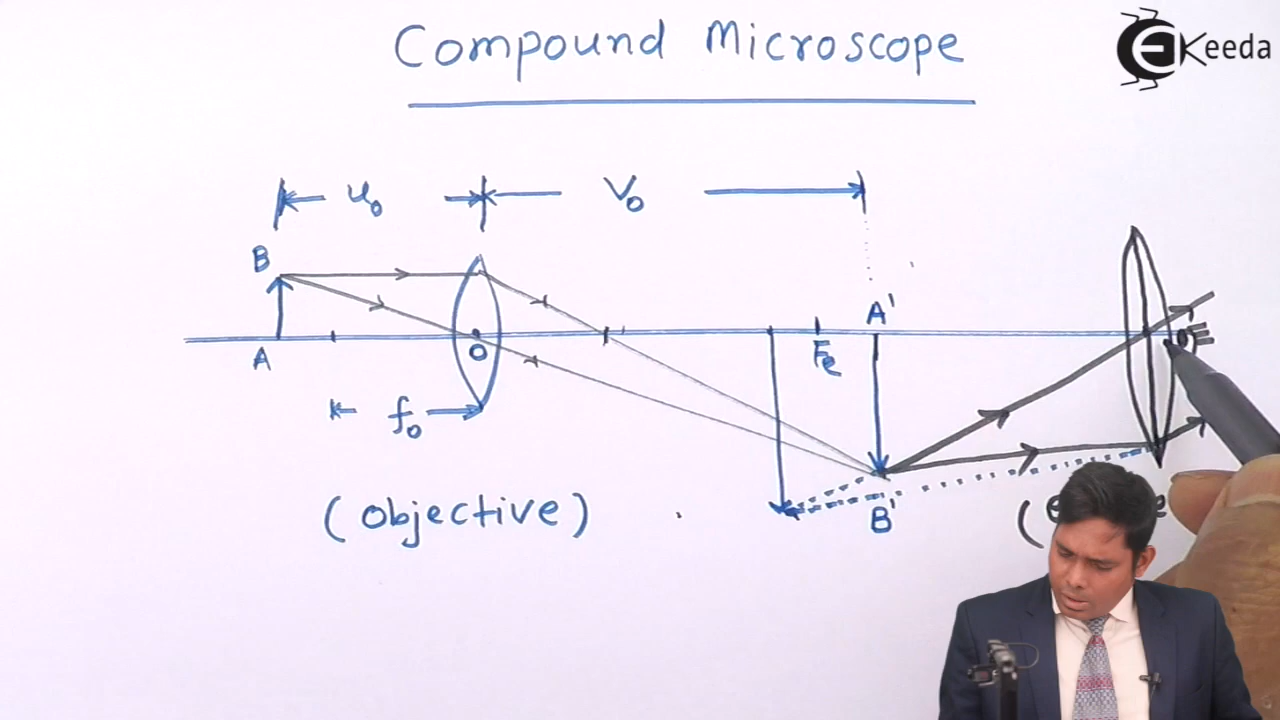 Compound Microscope
Keeda
u₀ V₀
B
A O Fe A'
f₀
(objective) B'